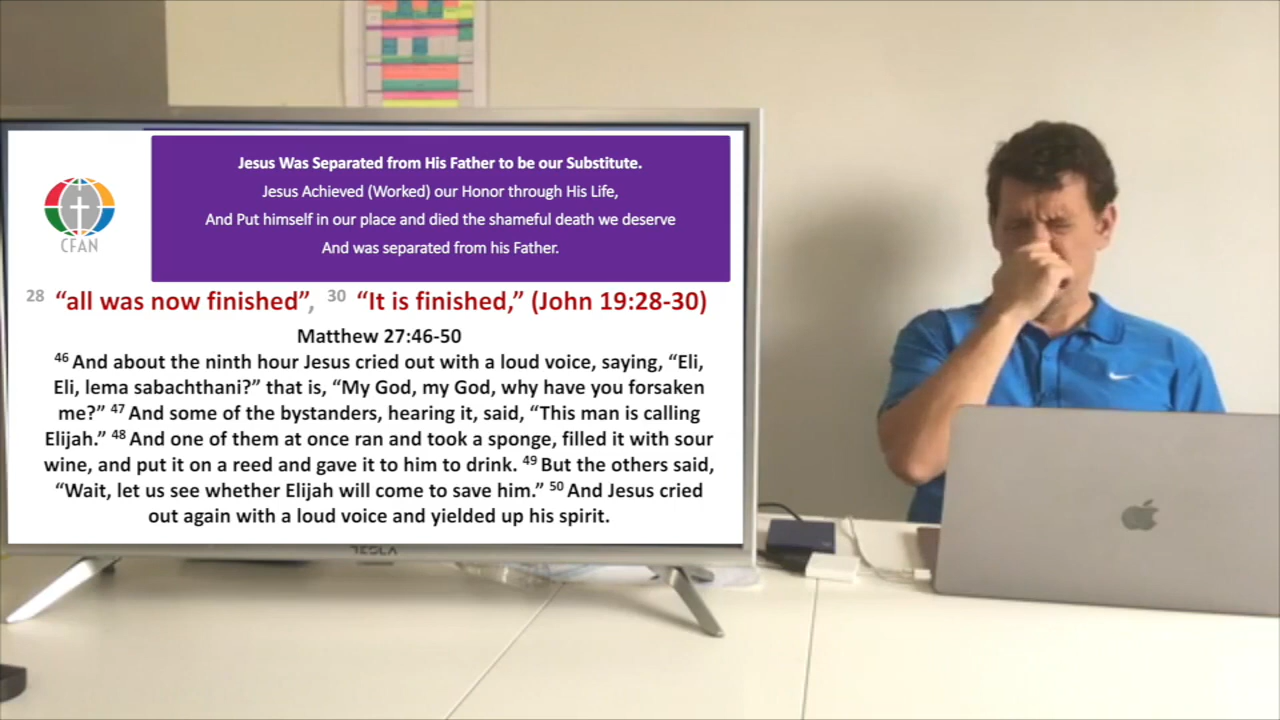 Jesus Was Separated from His Father to be our Substitute.
Jesus Achieved (Worked) our Honor through His Life,
And Put himself in our place and died the shameful death we deserve
And was separated from his Father.
CFAN
28 “all was now finished”, 30 “It is finished,” (John 19:28-30)
Matthew 27:46-50
46 And about the ninth hour Jesus cried out with a loud voice, saying, “Eli,
Eli, lema sabachthani?” that is, “My God, my God, why have you forsaken
me?” 47 And some of the bystanders, hearing it, said, “This man is calling
Elijah.” 48 And one of them at once ran and took a sponge, filled it with sour
wine, and put it on a reed and gave it to him to drink. 49 But the others said,
“Wait, let us see whether Elijah will come to save him.” 50 And Jesus cried
out again with a loud voice and yielded up his spirit.
TESLA